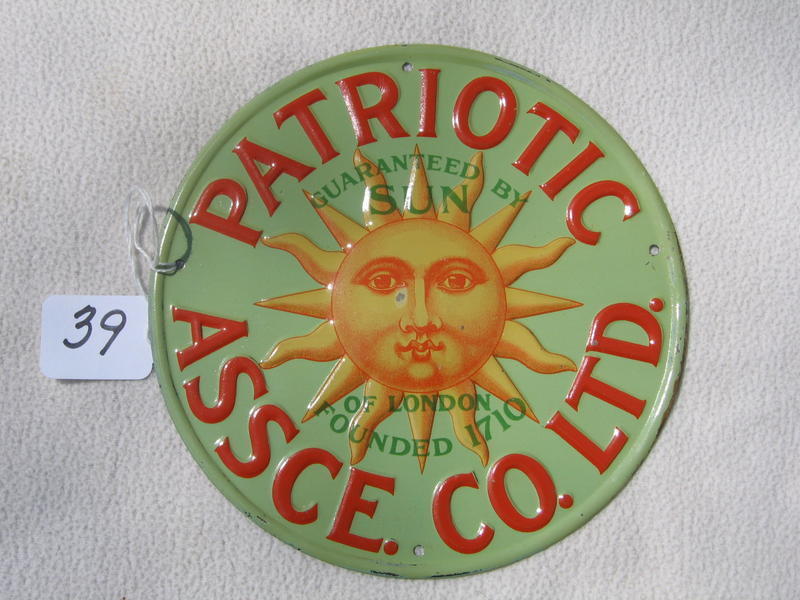 PATRIOTIC
GUARANTEED BY
SUN
OF LONDON
FOUNDED 1710
ASSCE. CO. LTD.
39